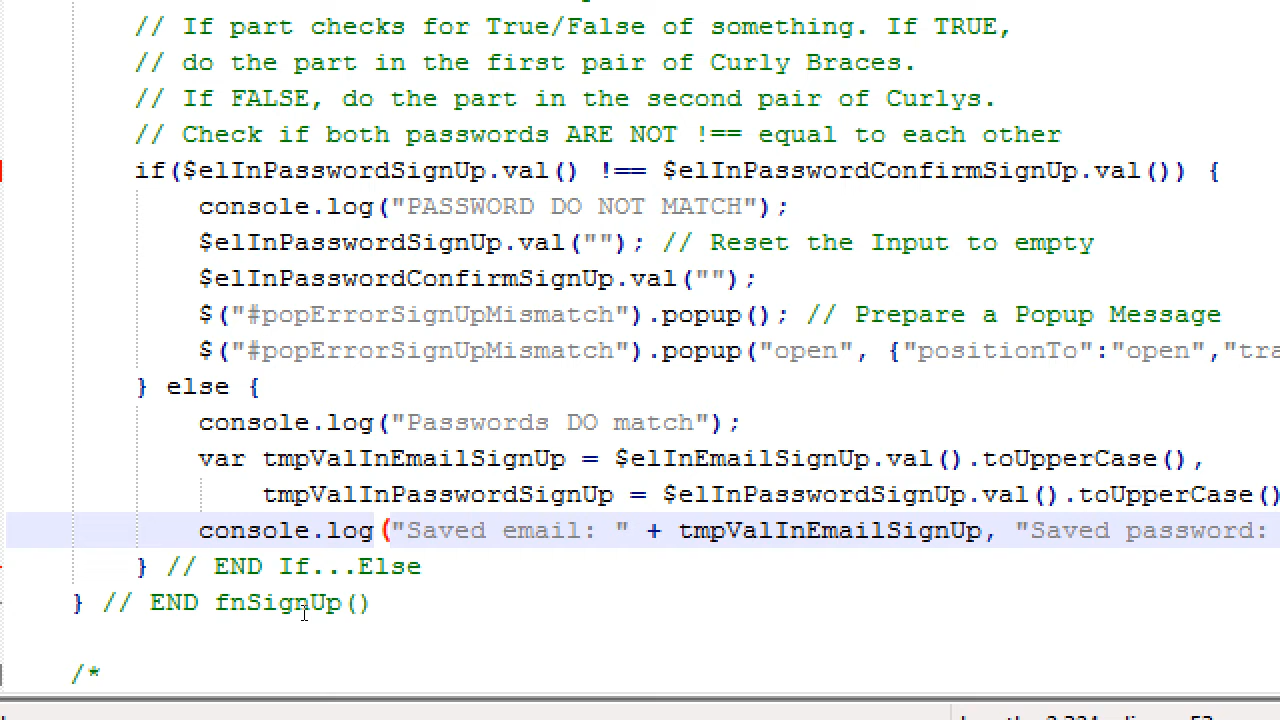 // If part checks for True/False of something. If TRUE,
// do the part in the first pair of Curly Braces.
// If FALSE, do the part in the second pair of Curlys.
// Check if both passwords ARE NOT !== equal to each other
if($elInPasswordSignUp.val() !== $elInPasswordConfirmSignUp.val()) {
console.log("PASSWORD DO NOT MATCH");
$elInPasswordSignUp.val(""); // Reset the Input to empty
$elInPasswordConfirmSignUp.val("");
$("#popErrorSignUpMismatch").popup(); // Prepare a Popup Message
$("#popErrorSignUpMismatch").popup("open", {"positionTo":"open","tra
} else {
console.log("Passwords DO match");
var tmpValInEmailSignUp = $elInEmailSignUp.val().toUpperCase(),
tmpValInPasswordSignUp = $elInPasswordSignUp.val().toUpperCase()
console.log("Saved email: " + tmpValInEmailSignUp, "Saved password:
} // END If...Else
} // END fnSignUp()
/*